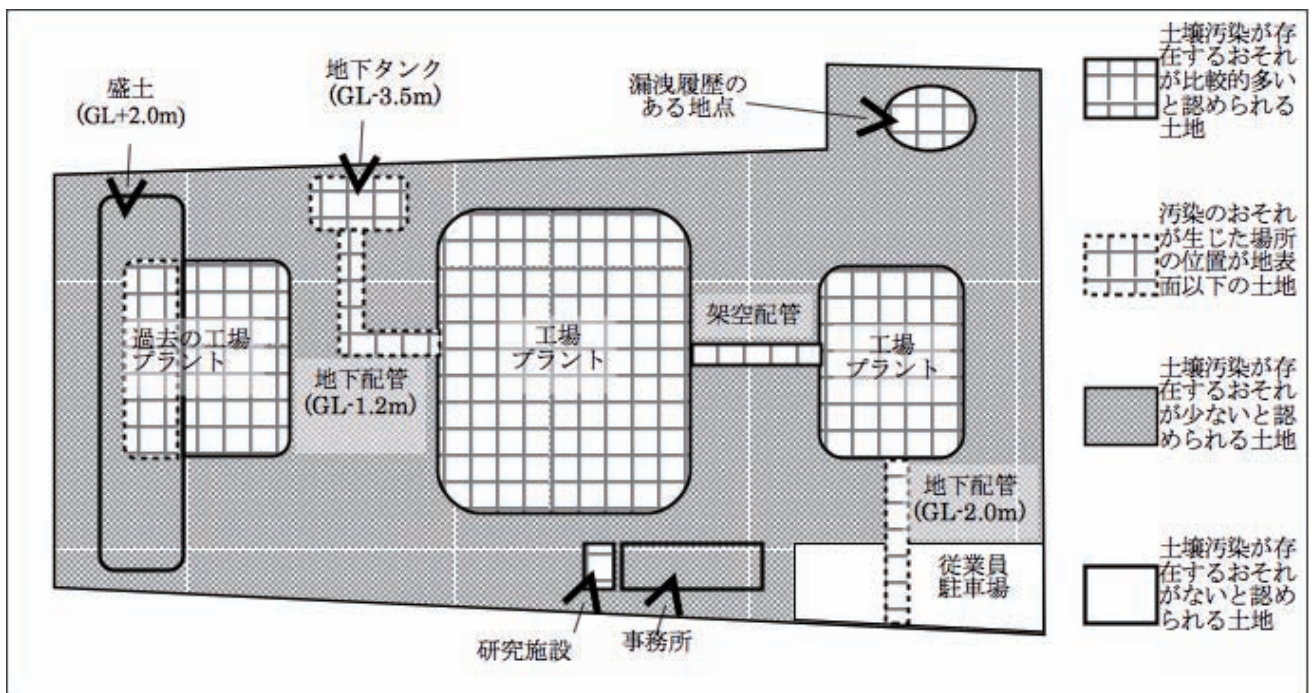 盛土
(GL+2.0m)
地下タンク
(GL-3.5m)
漏洩履歴の
ある地点
過去の工場
プラント
地下配管
(GL-1.2m)
工場
プラント
架空配管
工場
プラント
地下配管
(GL-2.0m)
従業員
駐車場
研究施設
事務所
土壌汚染が存
在するおそれ
が比較的多い
と認められる
土地
汚染のおそれ
が生じた場所
の位置が地表
面以下の土地
土壌汚染が存
在するおそれ
が少ないと認
められる土地
土壌汚染が存
在するおそれ
がないと認め
られる土地